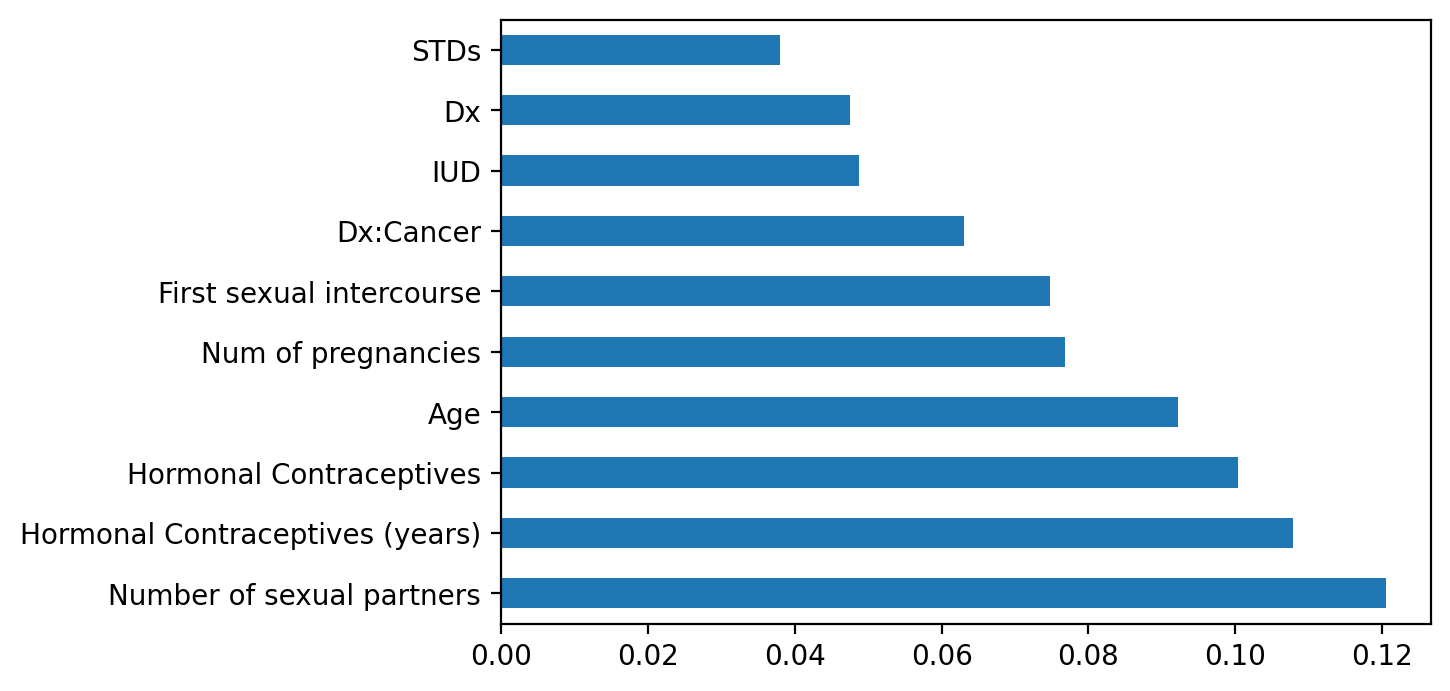 STDs
Dx
IUD
Dx:Cancer
First sexual intercourse
Num of pregnancies
Age
Hormonal Contraceptives
Hormonal Contraceptives (years)
Number of sexual partners
0.00 0.02 0.04 0.06 0.08 0.10 0.12